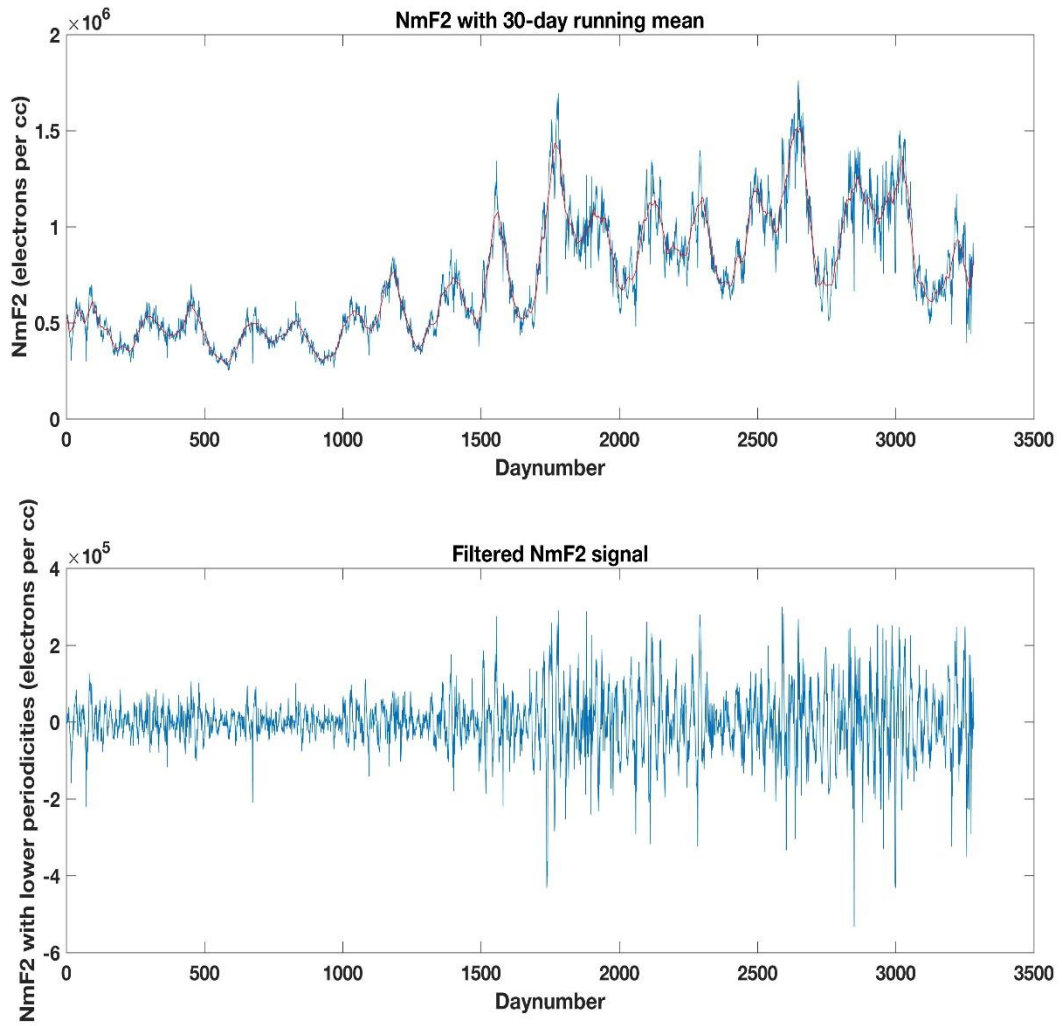 NmF2 with 30-day running mean
×10⁶
2
1.5
1
0.5
0
NmF2 (electrons per cc)
0 500 1000 1500 2000 2500 3000 3500
Daynumber
Filtered NmF2 signal
×10⁵
4
2
0
-2
-4
-6
NmF2 with lower periodicities (electrons per cc)
0 500 1000 1500 2000 2500 3000 3500
Daynumber